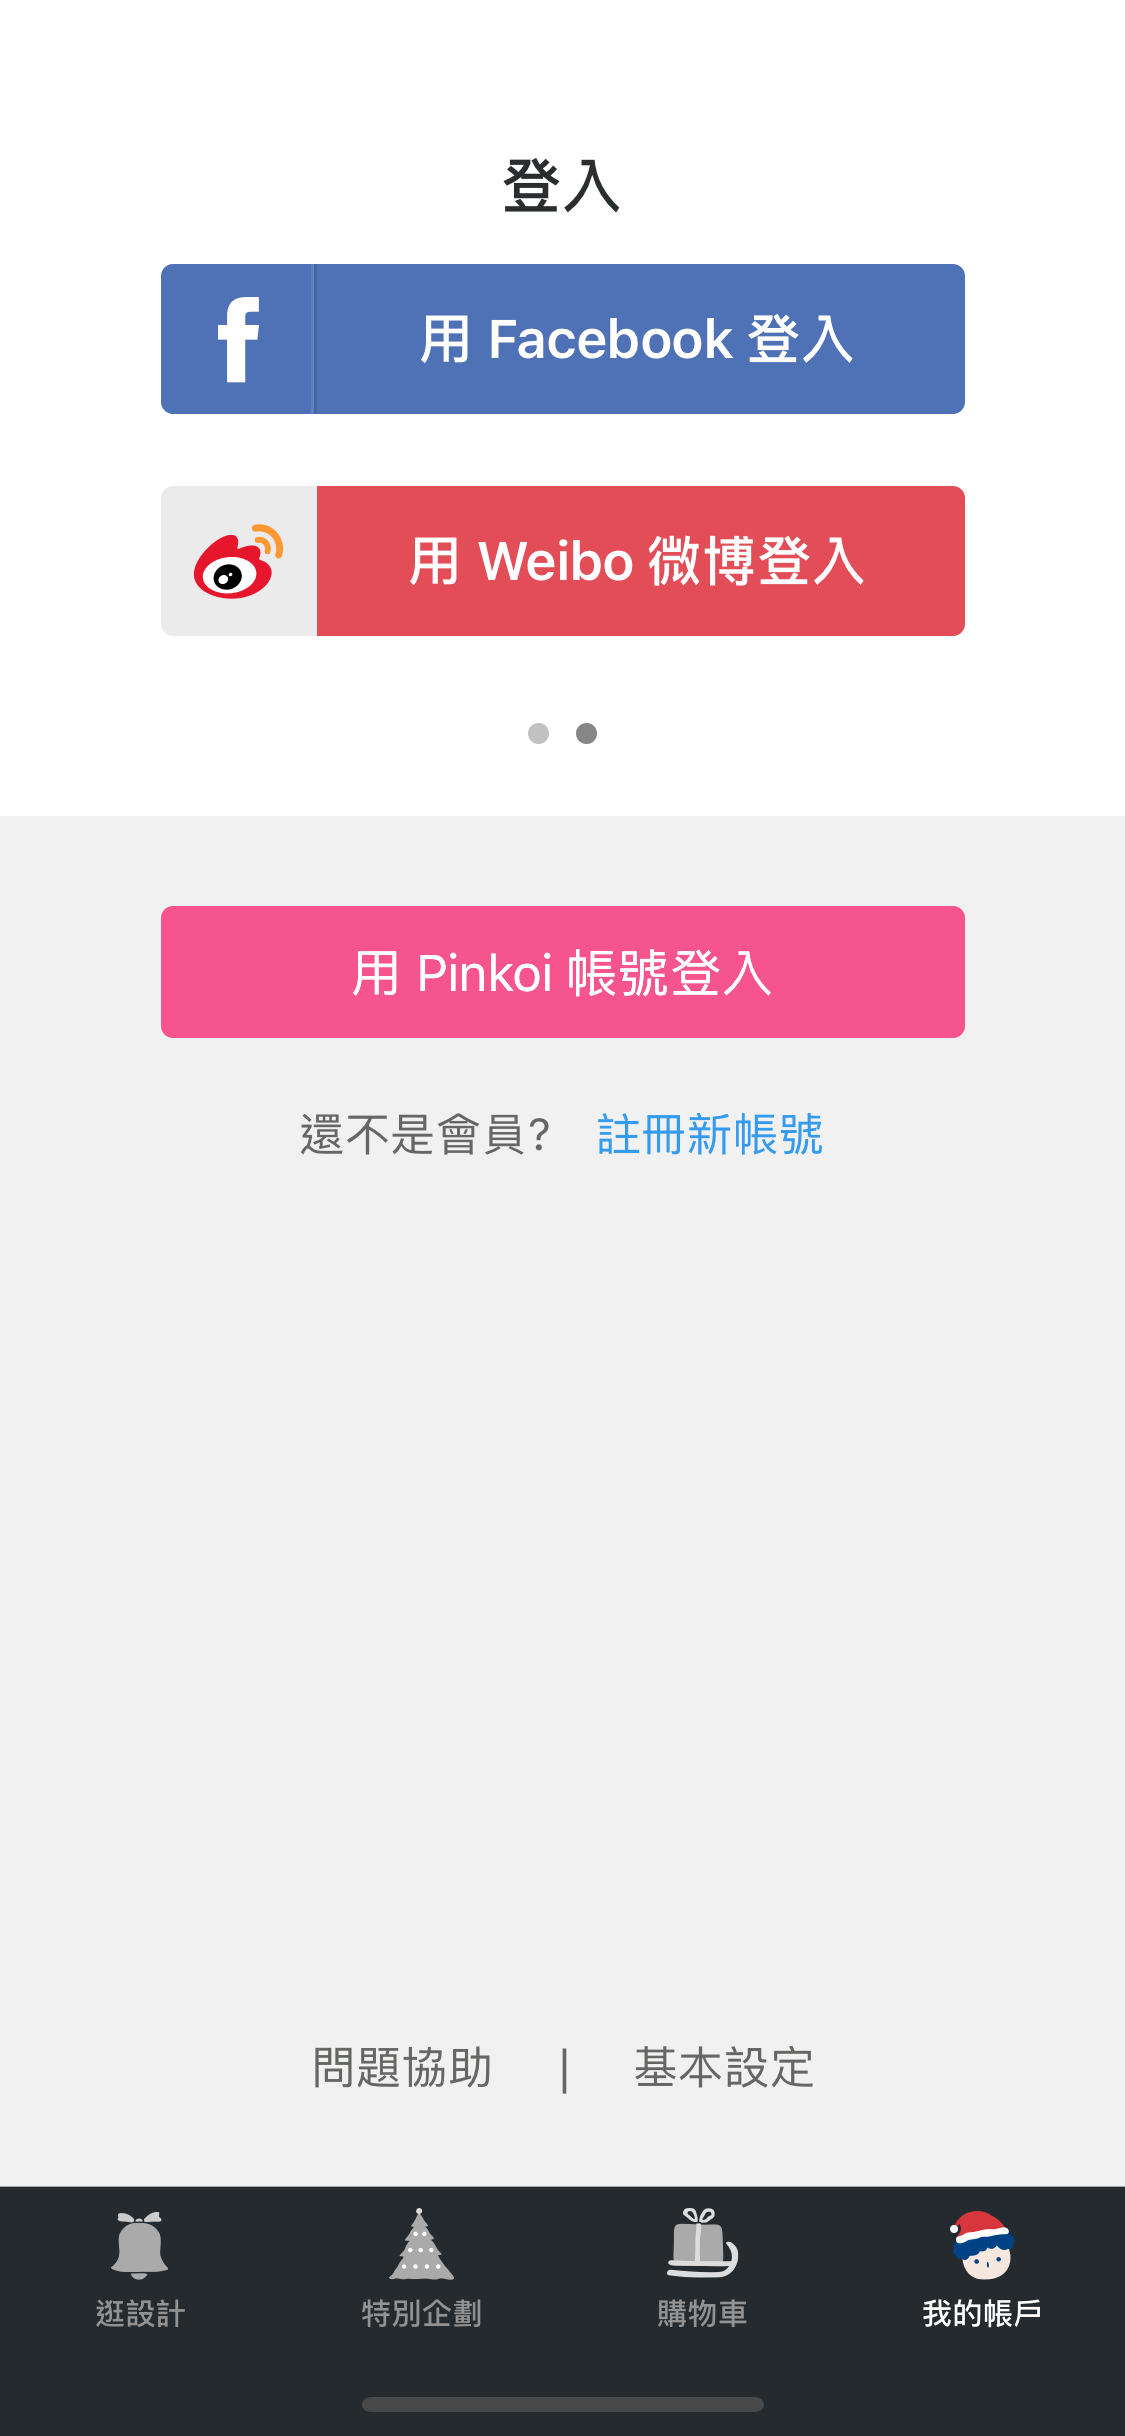 登入
用 Facebook 登入
用 Weibo 微博登入
用 Pinkoi 帳號登入
還不是會員? 註冊新帳號
問題協助 | 基本設定
逛設計 特別企劃 購物車 我的帳戶